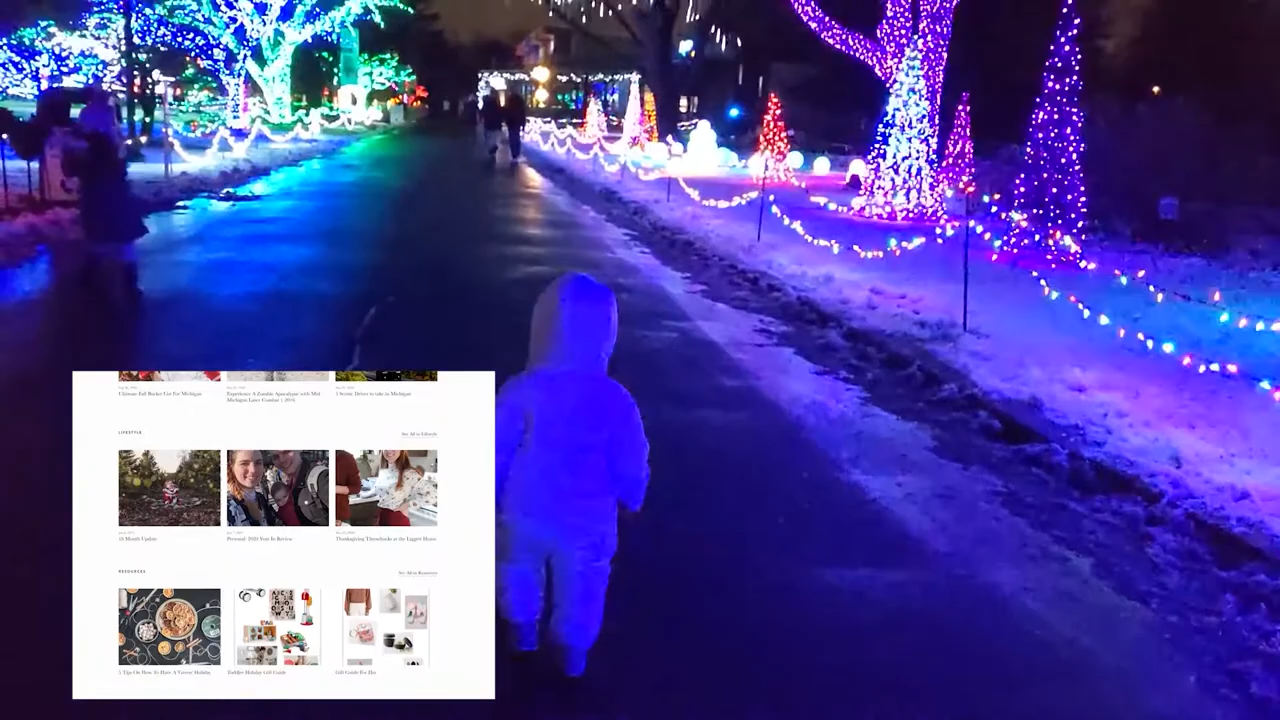 Ultimate Fall Bucket List For Michigan
Experience A Zombie Apocalypse with Mid
Michigan Laser Combat | 2016
5 Scenic Drives to take in Michigan
LIFESTYLE
See All in Lifestyle
18 Month Update
Personal: 2020 Year In Review
Thanksgiving Throwbacks at the Liggett House
RESOURCES
See All in Resources
5 Tips On How To Have A 'Green' Holiday
Toddler Holiday Gift Guide
Gift Guide For Her